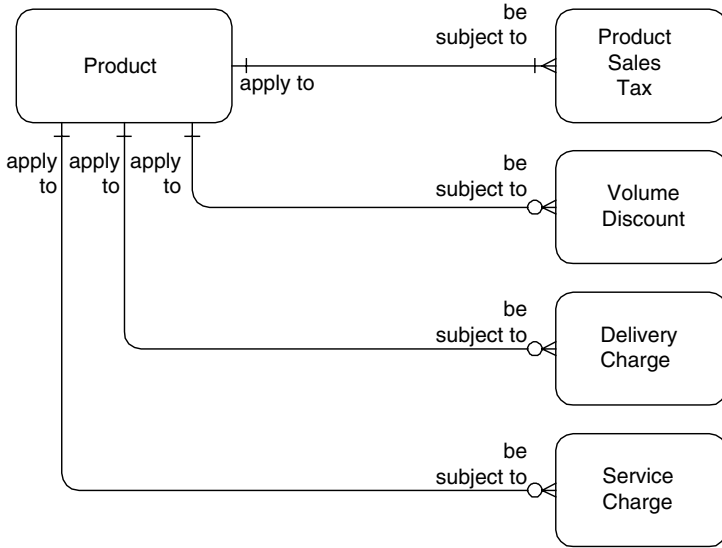 Product
apply to
be
subject to
Product
Sales
Tax
apply
to
apply
to
apply
to
be
subject to
Volume
Discount
be
subject to
Delivery
Charge
be
subject to
Service
Charge